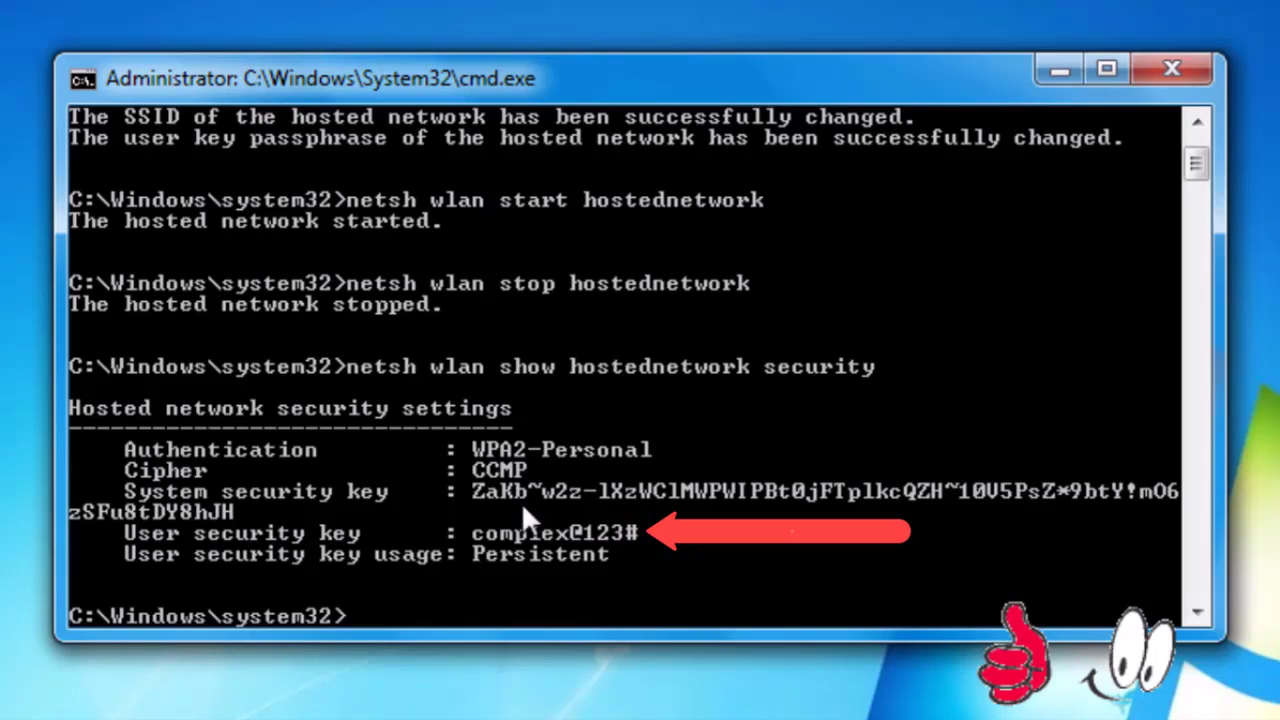 Administrator: C:\Windows\System32\cmd.exe
The SSID of the hosted network has been successfully changed.
The user key passphrase of the hosted network has been successfully changed.
C:\Windows\system32>netsh wlan start hostednetwork
The hosted network started.
C:\Windows\system32>netsh wlan stop hostednetwork
The hosted network stopped.
C:\Windows\system32>netsh wlan show hostednetwork security
Hosted network security settings
--------------------------------
Authentication : WPA2-Personal
Cipher : CCMP
System security key : ZaKb~w2z-lXzWClMWPWIPBt0jFTplkcQZH~10V5PsZ*9btY!mO6
zSFu8tDY8hJH
User security key : complex@123#
User security key usage: Persistent
C:\Windows\system32>